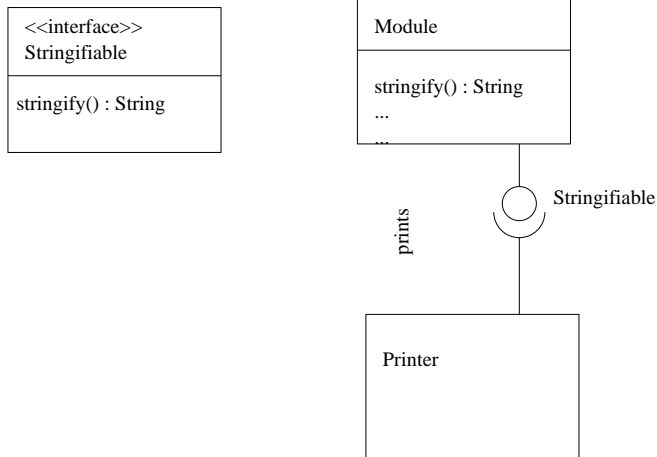 <<interface>>
Stringifiable
stringify() : String
Module
stringify() : String
...
...
Stringifiable
prints
Printer